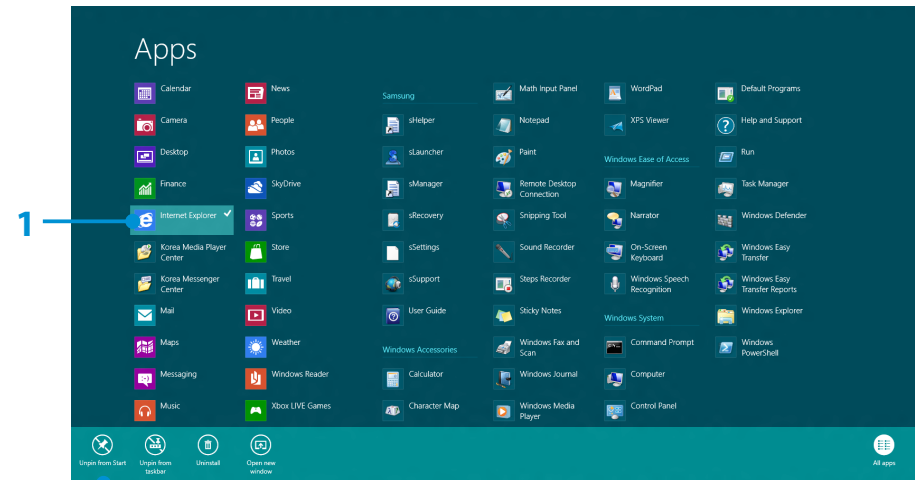 Apps
1
Calendar
Camera
Desktop
Finance
Internet Explorer
Korea Media Player
Center
Korea Messenger
Center
Mail
Maps
Messaging
Music
News
People
Photos
SkyDrive
Sports
Store
Travel
Video
Weather
Windows Reader
Xbox LIVE Games
Samsung
sHelper
sLauncher
sManager
sRecovery
sSettings
sSupport
User Guide
Windows Accessories
Calculator
Character Map
Math Input Panel
Notepad
Paint
Remote Desktop
Connection
Snipping Tool
Sound Recorder
Steps Recorder
Sticky Notes
Windows Fax and
Scan
Windows Journal
Windows Media
Player
WordPad
XPS Viewer
Windows Ease of Access
Magnifier
Narrator
On-Screen
Keyboard
Windows Speech
Recognition
Windows System
Command Prompt
Computer
Control Panel
Default Programs
Help and Support
Run
Task Manager
Windows Defender
Windows Easy
Transfer
Windows Easy
Transfer Reports
Windows Explorer
Windows
PowerShell
Unpin from Start
Unpin from
taskbar
Uninstall
Open new
window
All apps